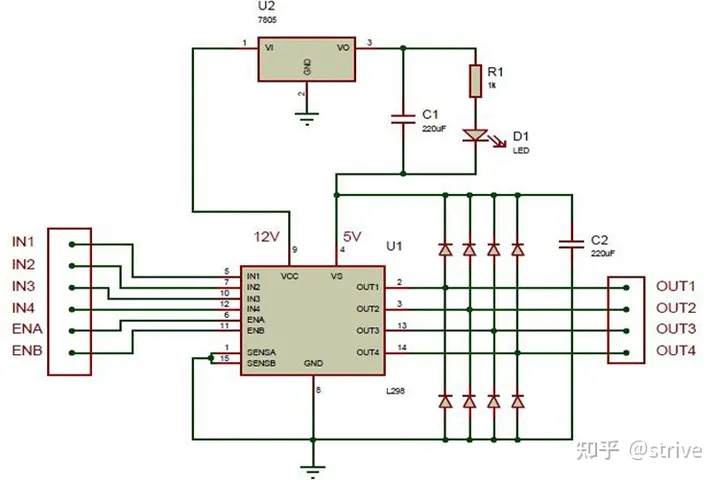 U2
7805
1
VI
VO
3
GND
2
R1
1k
C1
220uF
D1
LED
12V
5V
U1
9
4
C2
220uF
IN1
IN2
IN3
IN4
ENA
ENB
5
7
10
12
6
11
1
15
IN1
IN2
IN3
IN4
ENA
ENB
SENSA
SENSB
VCC
VS
OUT1
OUT2
OUT3
OUT4
GND
2
3
13
14
8
L298
OUT1
OUT2
OUT3
OUT4
知乎 @strive